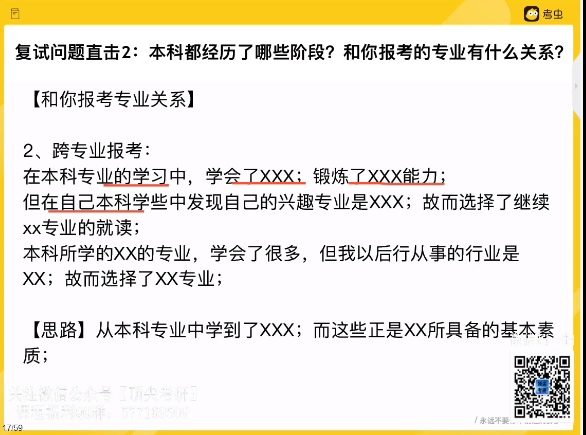 考虫
复试问题直击2：本科都经历了哪些阶段？和你报考的专业有什么关系？
【和你报考专业关系】
2、跨专业报考：
在本科专业的学习中，学会了XXX；锻炼了XXX能力；
但在自己本科学些中发现自己的兴趣专业是XXX；故而选择了继续
xx专业的就读；
本科所学的XX的专业，学会了很多，但我以后行从事的行业是
XX；故而选择了XX专业；
【思路】从本科专业中学到了XXX；而这些正是XX所具备的基本素
质；
关注微信公众号【顶尖考研】
17/59